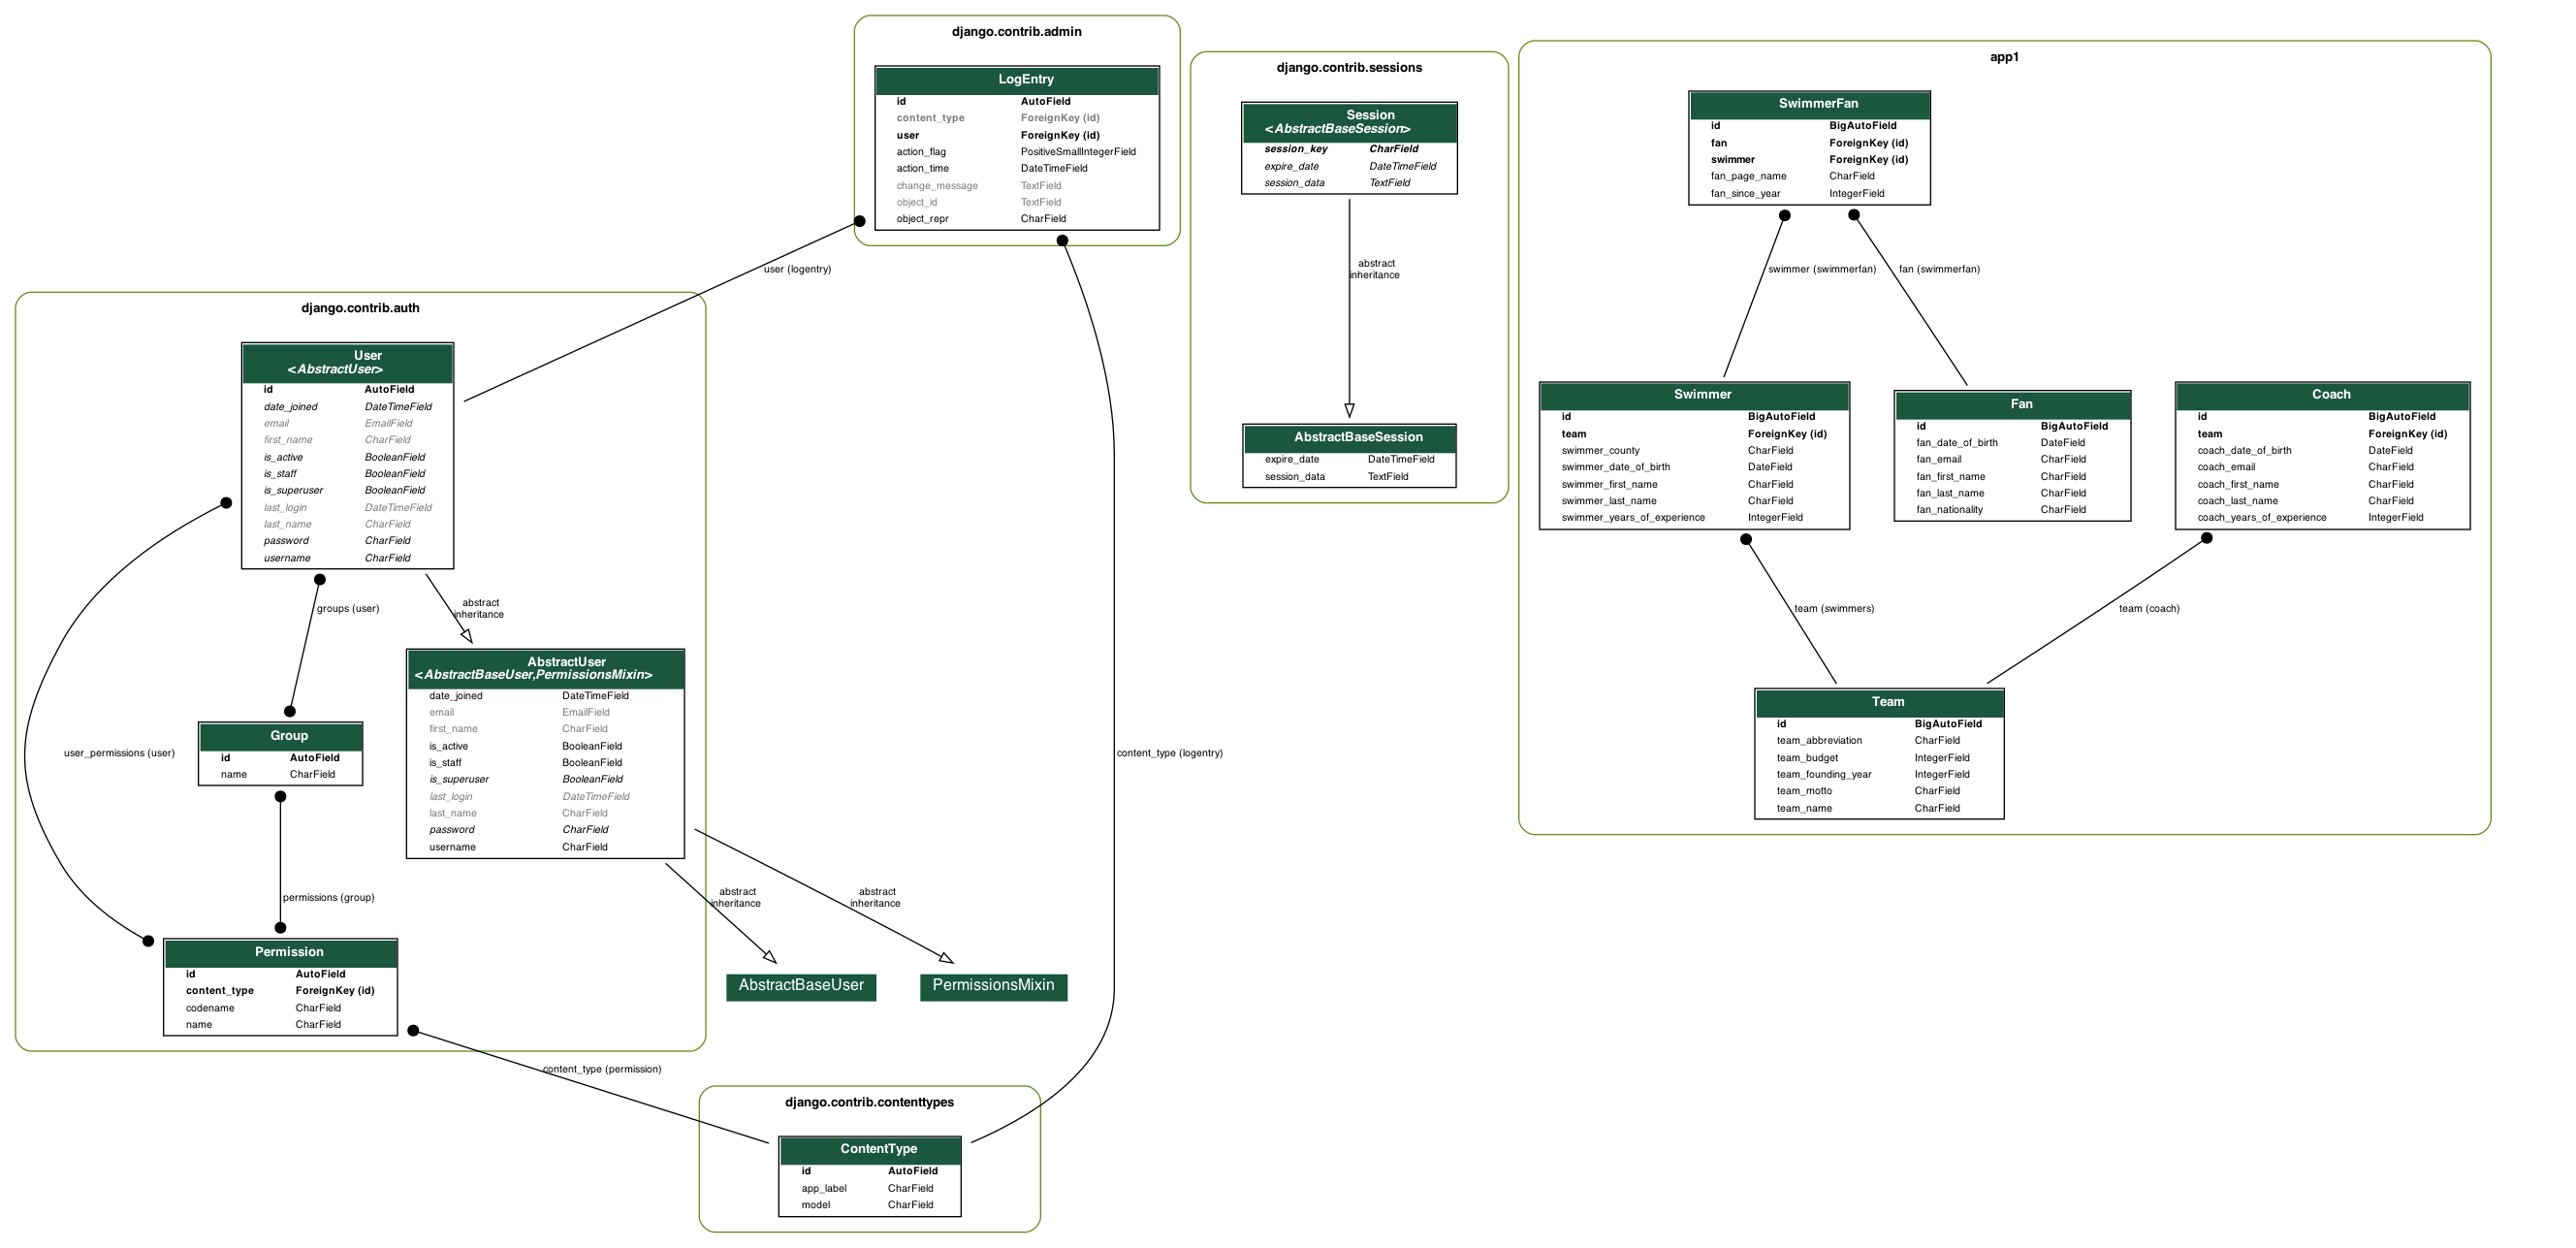 django.contrib.admin
LogEntry
id AutoField
content_type ForeignKey (id)
user ForeignKey (id)
action_flag PositiveSmallIntegerField
action_time DateTimeField
change_message TextField
object_id TextField
object_repr CharField
user (logentry)
django.contrib.sessions
Session
<AbstractBaseSession>
session_key CharField
expire_date DateTimeField
session_data TextField
abstract
inheritance
AbstractBaseSession
expire_date DateTimeField
session_data TextField
app1
SwimmerFan
id BigAutoField
fan ForeignKey (id)
swimmer ForeignKey (id)
fan_page_name CharField
fan_since_year IntegerField
swimmer (swimmerfan)
fan (swimmerfan)
Swimmer
id BigAutoField
team ForeignKey (id)
swimmer_county CharField
swimmer_date_of_birth DateField
swimmer_first_name CharField
swimmer_last_name CharField
swimmer_years_of_experience IntegerField
Fan
id BigAutoField
fan_date_of_birth DateField
fan_email CharField
fan_first_name CharField
fan_last_name CharField
fan_nationality CharField
Coach
id BigAutoField
team ForeignKey (id)
coach_date_of_birth DateField
coach_email CharField
coach_first_name CharField
coach_last_name CharField
coach_years_of_experience IntegerField
team (swimmers)
team (coach)
Team
id BigAutoField
team_abbreviation CharField
team_budget IntegerField
team_founding_year IntegerField
team_motto CharField
team_name CharField
django.contrib.auth
User
<AbstractUser>
id AutoField
date_joined DateTimeField
email EmailField
first_name CharField
is_active BooleanField
is_staff BooleanField
is_superuser BooleanField
last_login DateTimeField
last_name CharField
password CharField
username CharField
groups (user)
abstract
inheritance
AbstractUser
<AbstractBaseUser,PermissionsMixin>
date_joined DateTimeField
email EmailField
first_name CharField
is_active BooleanField
is_staff BooleanField
is_superuser BooleanField
last_login DateTimeField
last_name CharField
password CharField
username CharField
Group
id AutoField
name CharField
user_permissions (user)
content_type (logentry)
permissions (group)
abstract
inheritance
abstract
inheritance
Permission
id AutoField
content_type ForeignKey (id)
codename CharField
name CharField
AbstractBaseUser
PermissionsMixin
content_type (permission)
django.contrib.contenttypes
ContentType
id AutoField
app_label CharField
model CharField